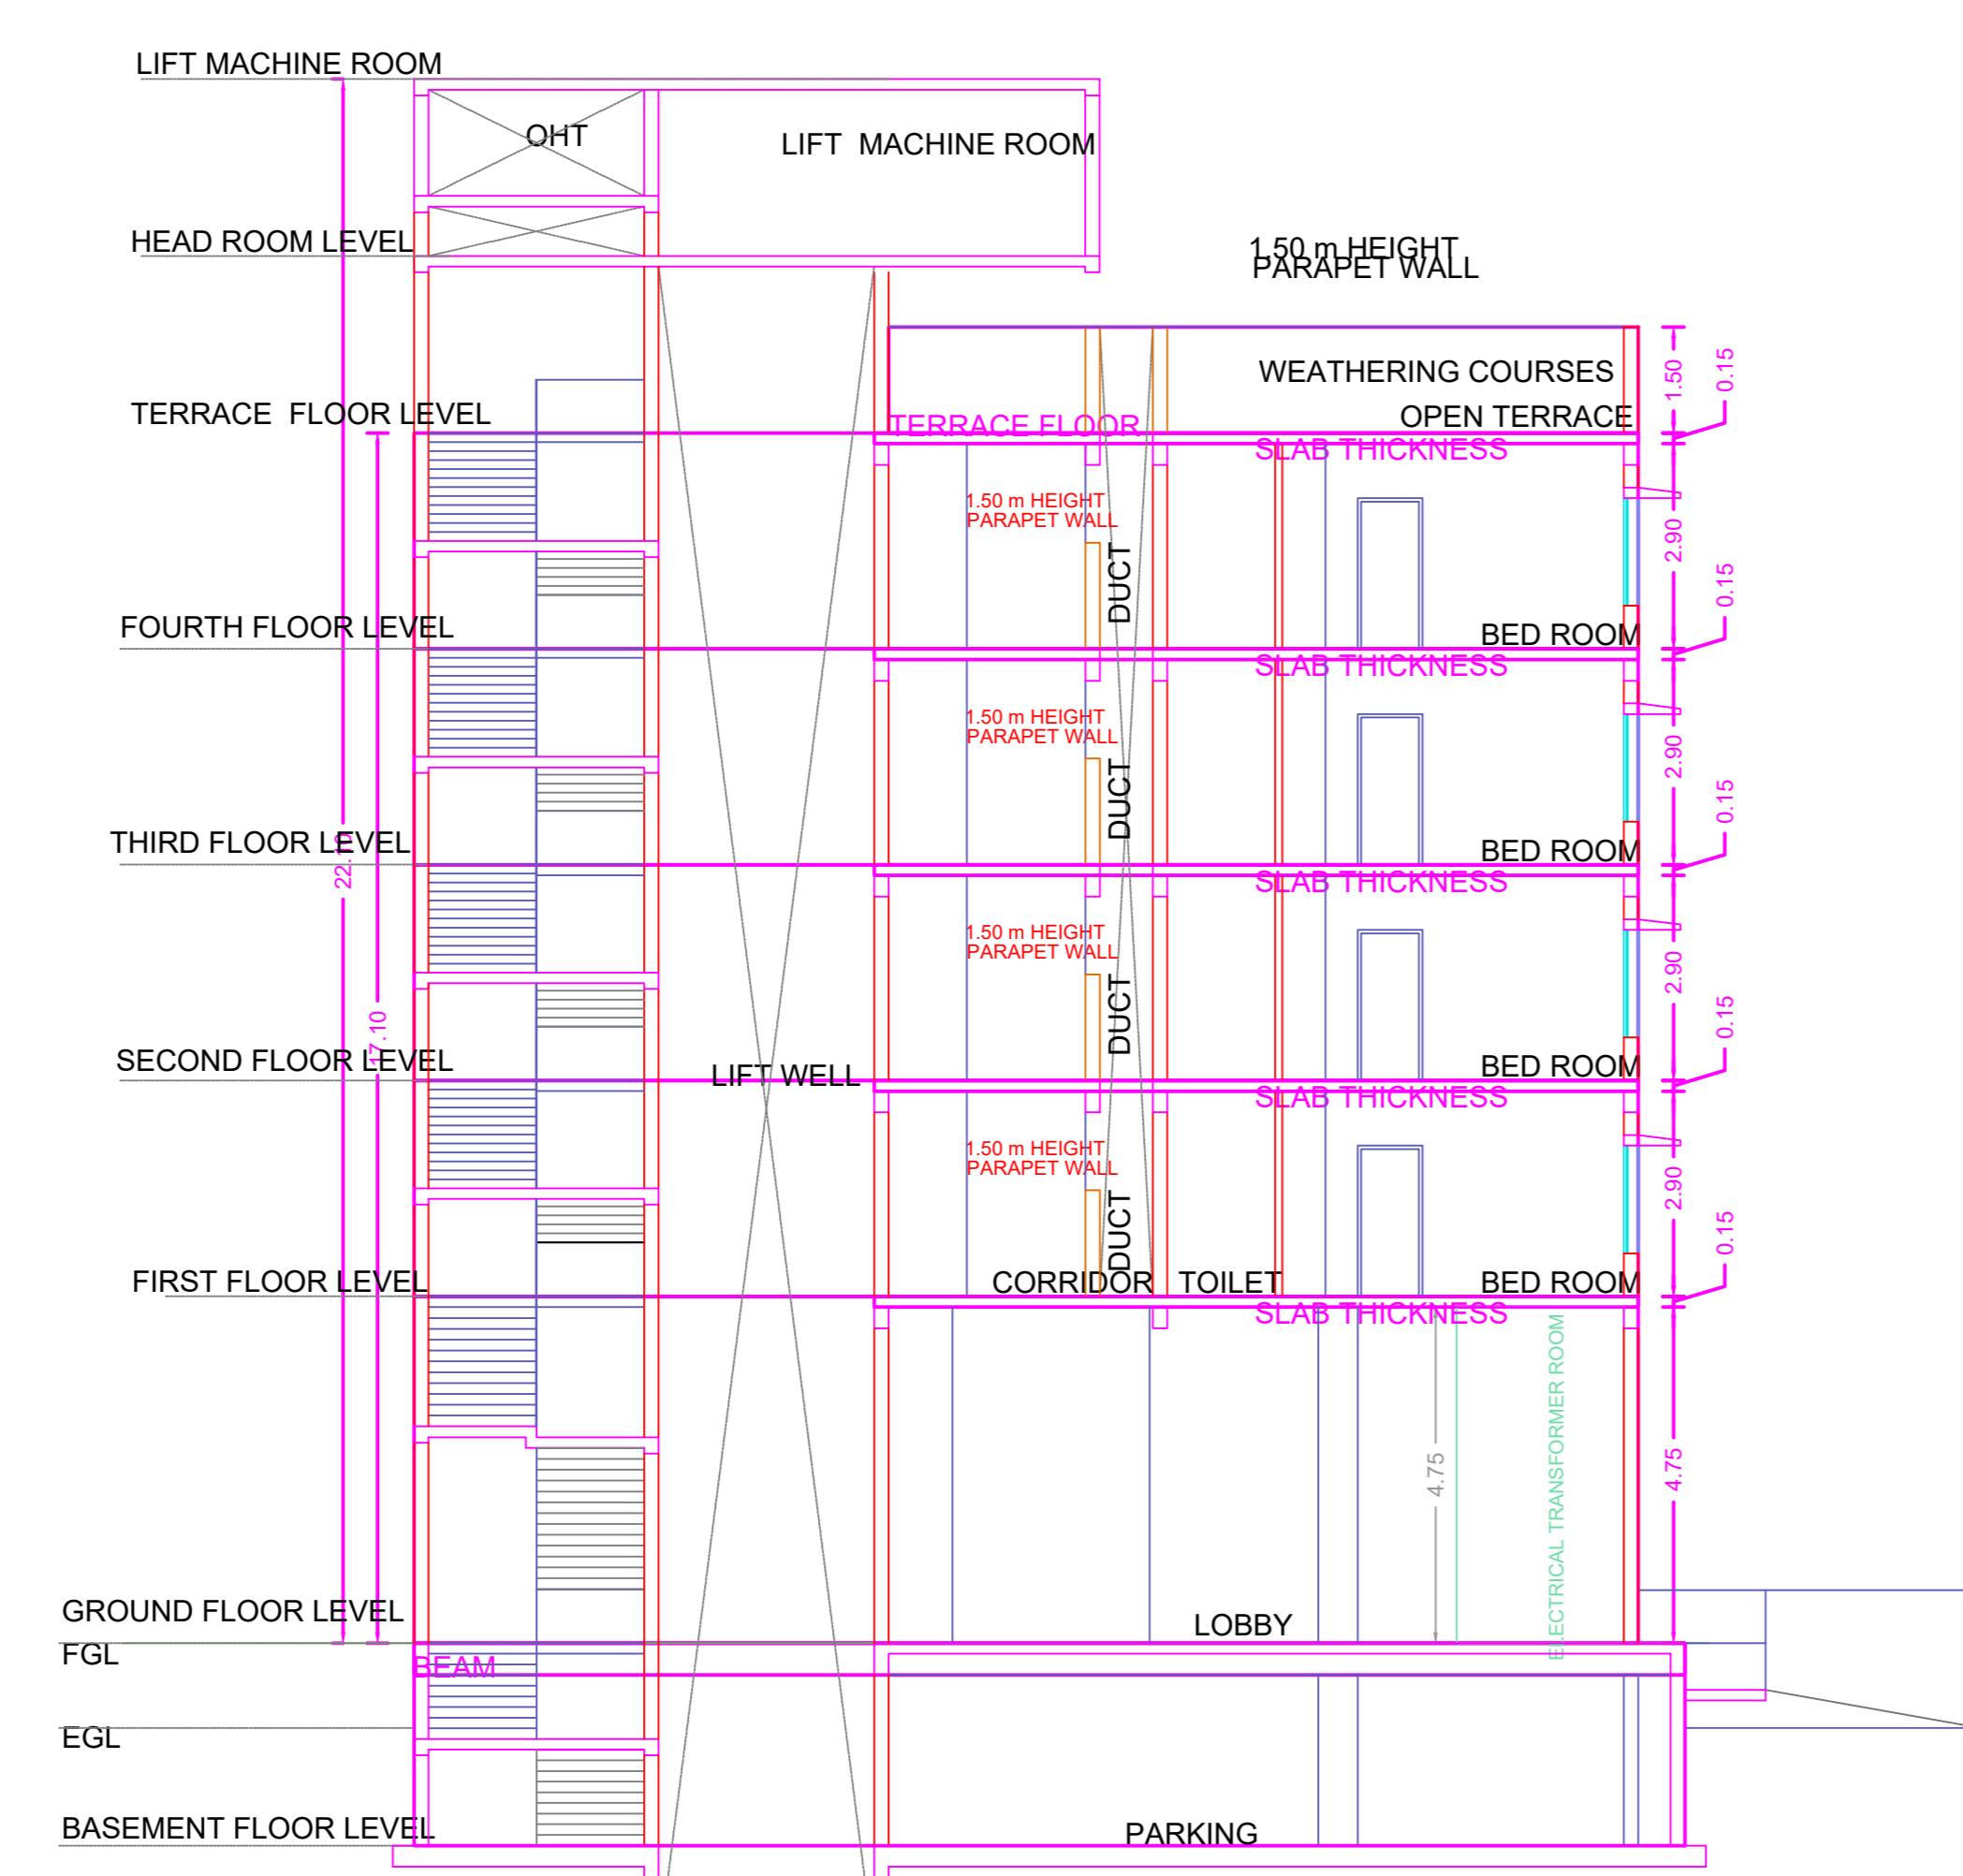 LIFT MACHINE ROOM
OHT
LIFT MACHINE ROOM
HEAD ROOM LEVEL
1.50 m HEIGHT
PARAPET WALL
1.50
0.15
WEATHERING COURSES
TERRACE FLOOR LEVEL
OPEN TERRACE
TERRACE FLOOR
SLAB THICKNESS
1.50 m HEIGHT
PARAPET WALL
2.90
DUCT
0.15
FOURTH FLOOR LEVEL
BED ROOM
SLAB THICKNESS
1.50 m HEIGHT
PARAPET WALL
2.90
DUCT
0.15
THIRD FLOOR LEVEL
BED ROOM
SLAB THICKNESS
1.50 m HEIGHT
PARAPET WALL
2.90
DUCT
0.15
17.10
SECOND FLOOR LEVEL
LIFT WELL
BED ROOM
SLAB THICKNESS
1.50 m HEIGHT
PARAPET WALL
2.90
DUCT
0.15
FIRST FLOOR LEVEL
CORRIDOR
TOILET
BED ROOM
SLAB THICKNESS
4.75
4.75
ELECTRICAL TRANSFORMER ROOM
GROUND FLOOR LEVEL
LOBBY
FGL
BEAM
EGL
BASEMENT FLOOR LEVEL
PARKING